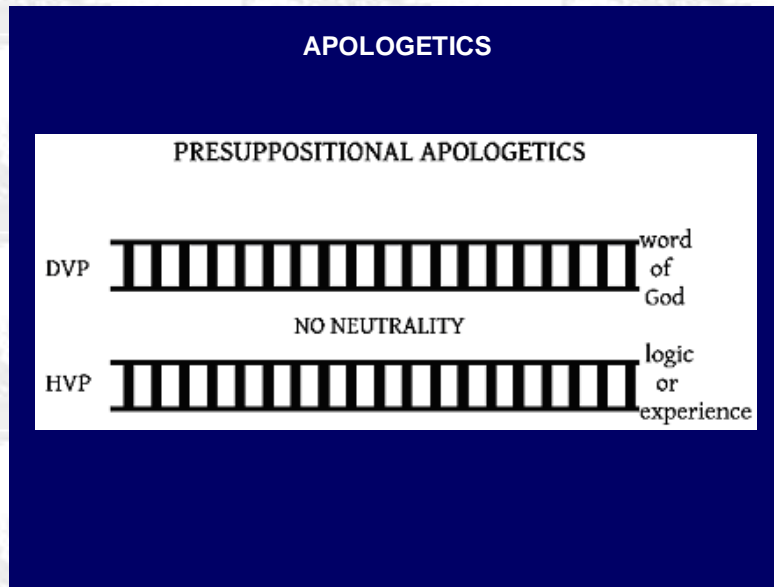 APOLOGETICS
PRESUPPOSITIONAL APOLOGETICS
DVP
word
of
God
NO NEUTRALITY
HVP
logic
or
experience